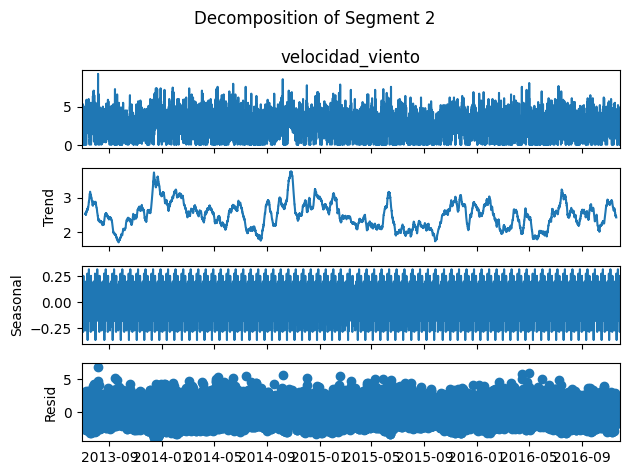 Decomposition of Segment 2
velocidad_viento
5
0
Trend
3
2
Seasonal
0.25
0.00
−0.25
Resid
5
0
2013-09 2014-01 2014-05 2014-09 2015-01 2015-05 2015-09 2016-01 2016-05 2016-09